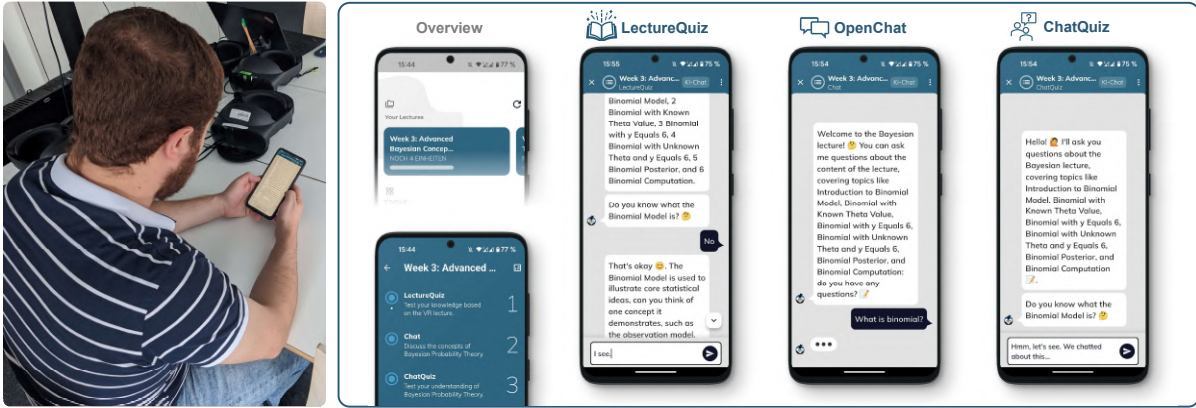 Overview
15:44
77 %
Your Lectures
Week 3: Advanced
Bayesian Concep...
NOCH 4 EINHEITEN
15:44
77 %
Week 3: Advanced ...
LectureQuiz
Test your knowledge based
on the VR lecture.
1
Chat
Discuss the concepts of
Bayesian Probability Theory.
2
ChatQuiz
Test your understanding of
Bayesian Probability Theory.
3
LectureQuiz
15:55
75 %
Week 3: Advanc...
KI-Chat
LectureQuiz
Binomial Model, 2
Binomial with Known
Theta Value, 3 Binomial
with y Equals 6, 4
Binomial with Unknown
Theta and y Equals 6, 5
Binomial Posterior, and 6
Binomial Computation.
Do you know what the
Binomial Model is? 🤔
No
That's okay 😊. The
Binomial Model is used to
illustrate core statistical
ideas, can you think of
one concept it
demonstrates, such as
the observation model.
I see.
OpenChat
15:54
75 %
Week 3: Advanc...
KI-Chat
Chat
Welcome to the Bayesian
lecture! 🤔 You can ask
me questions about the
content of the lecture,
covering topics like
Introduction to Binomial
Model, Binomial with
Known Theta Value,
Binomial with y Equals 6,
Binomial with Unknown
Theta and y Equals 6,
Binomial Posterior, and
Binomial Computation:
do you have any
questions? 📝
What is binomial?
ChatQuiz
15:54
75 %
Week 3: Advanc...
KI-Chat
ChatQuiz
Hello! 🙋 I'll ask you
questions about the
Bayesian lecture,
covering topics like
Introduction to Binomial
Model, Binomial with
Known Theta Value,
Binomial with y Equals 6,
Binomial with Unknown
Theta and y Equals 6,
Binomial Posterior, and
Binomial Computation
📝.
Do you know what the
Binomial Model is? 🤔
Hmm, let's see. We chatted
about this...